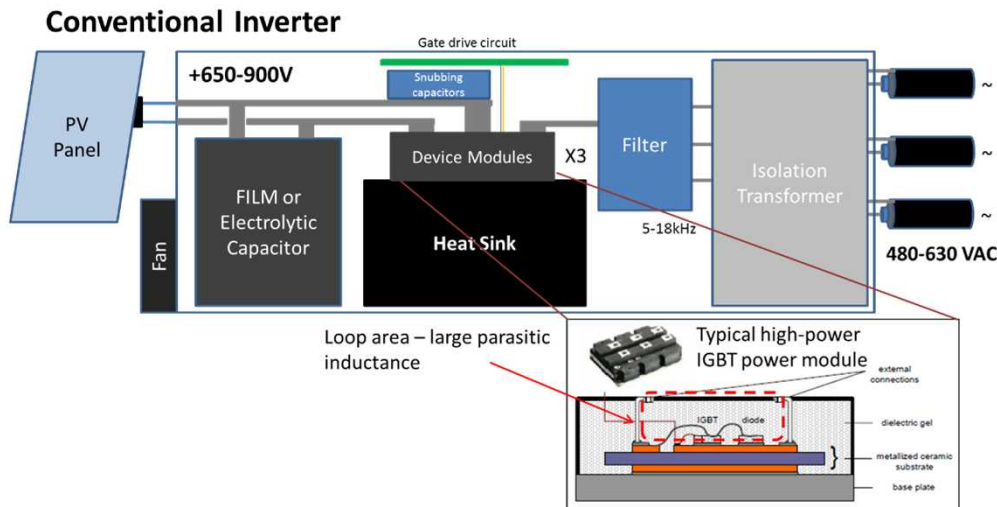 Conventional Inverter
Gate drive circuit
+650-900V
Snubbing
capacitors
PV
Panel
Device Modules
X3
Filter
Isolation
Transformer
~
~
~
FILM or
Electrolytic
Capacitor
Heat Sink
5-18kHz
480-630 VAC
Fan
Loop area – large parasitic
inductance
Typical high-power
IGBT power module
external
connections
IGBT
diode
dielectric gel
metallized ceramic
substrate
}
base plate